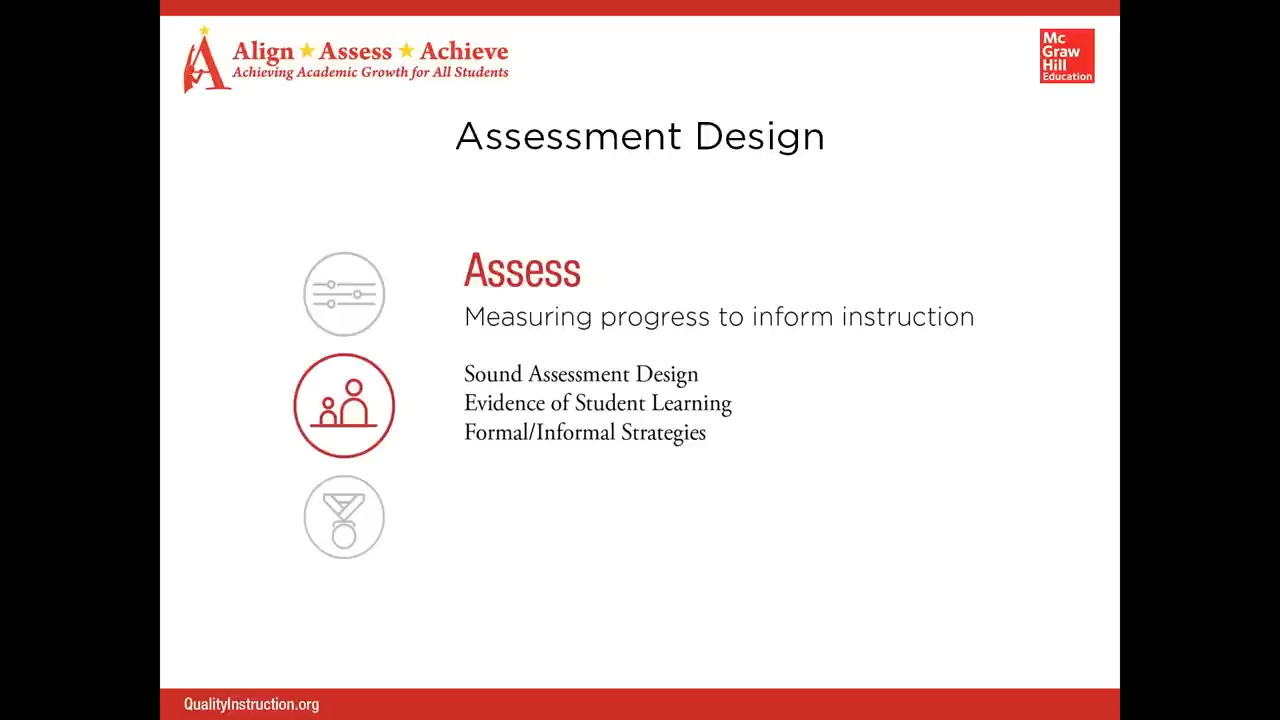 Align ★ Assess ★ Achieve
Achieving Academic Growth for All Students
Mc
Graw
Hill
Education
Assessment Design
Assess
Measuring progress to inform instruction
Sound Assessment Design
Evidence of Student Learning
Formal/Informal Strategies
QualityInstruction.org